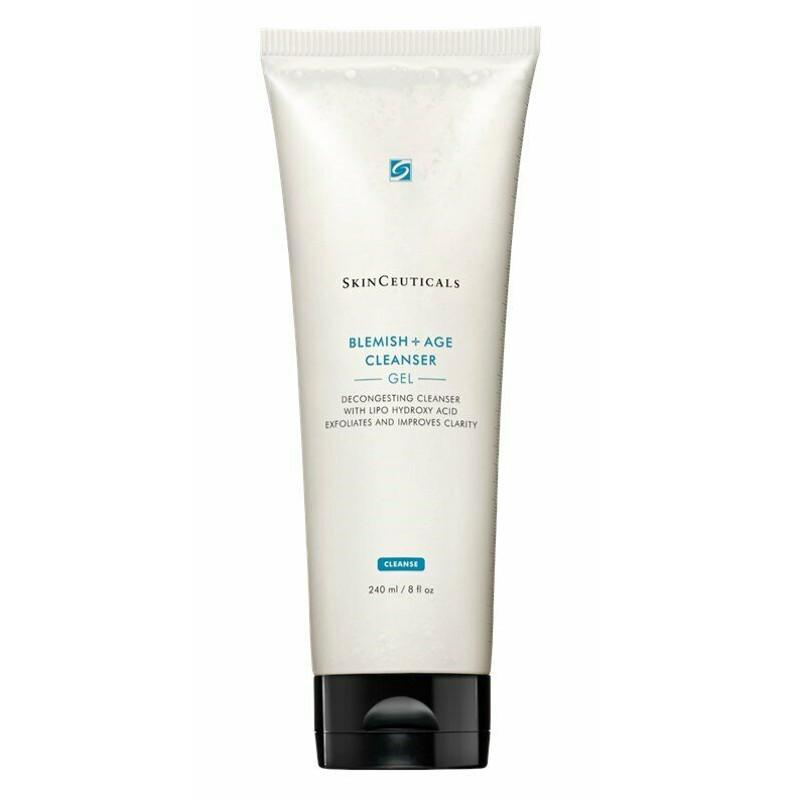 SKINCEUTICALS
BLEMISH + AGE
CLEANSER
GEL
DECONGESTING CLEANSER
WITH LIPO HYDROXY ACID
EXFOLIATES AND IMPROVES CLARITY
CLEANSE
240 ml / 8 fl oz